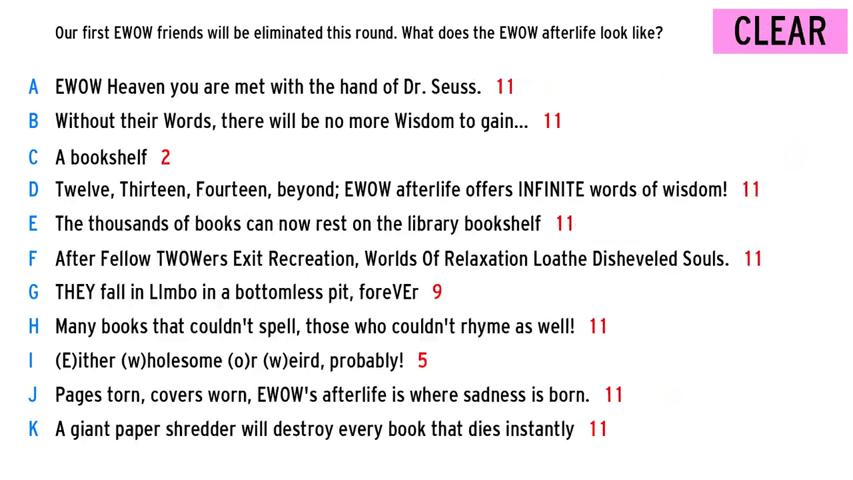 Our first EWOW friends will be eliminated this round. What does the EWOW afterlife look like?
CLEAR
A EWOW Heaven you are met with the hand of Dr. Seuss. 11
B Without their Words, there will be no more Wisdom to gain... 11
C A bookshelf 2
D Twelve, Thirteen, Fourteen, beyond; EWOW afterlife offers INFINITE words of wisdom! 11
E The thousands of books can now rest on the library bookshelf 11
F After Fellow TWOWers Exit Recreation, Worlds Of Relaxation Loathe Disheveled Souls. 11
G THEY fall in LImbo in a bottomless pit, foreVEr 9
H Many books that couldn't spell, those who couldn't rhyme as well! 11
I (E)ither (w)holesome (o)r (w)eird, probably! 5
J Pages torn, covers worn, EWOW's afterlife is where sadness is born. 11
K A giant paper shredder will destroy every book that dies instantly 11